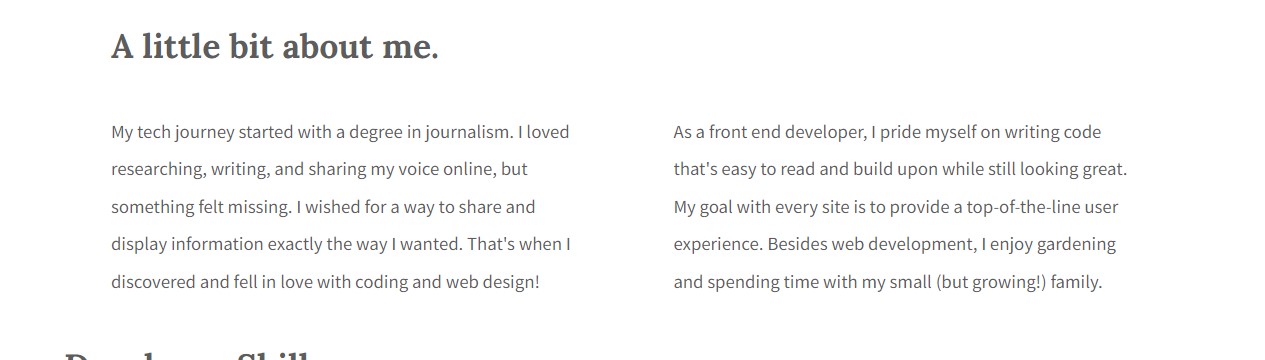 A little bit about me.
My tech journey started with a degree in journalism. I loved
researching, writing, and sharing my voice online, but
something felt missing. I wished for a way to share and
display information exactly the way I wanted. That's when I
discovered and fell in love with coding and web design!
As a front end developer, I pride myself on writing code
that's easy to read and build upon while still looking great.
My goal with every site is to provide a top-of-the-line user
experience. Besides web development, I enjoy gardening
and spending time with my small (but growing!) family.